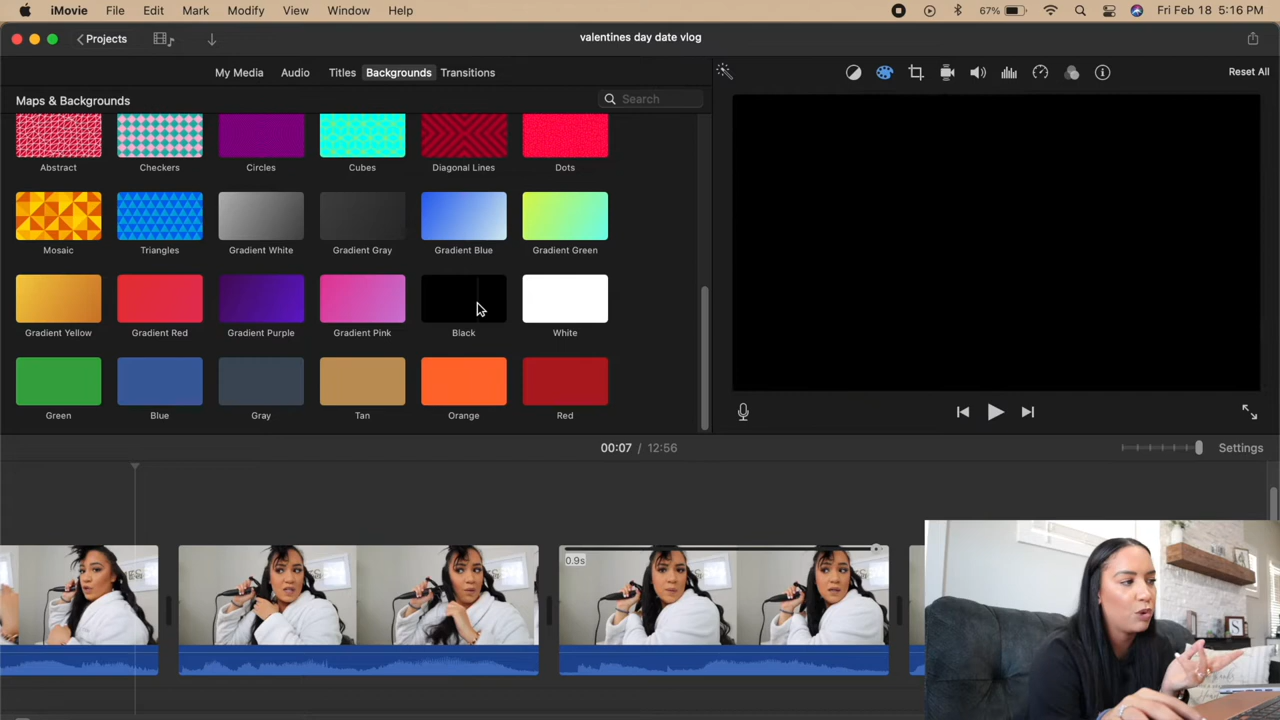 iMovie File Edit Mark Modify View Window Help 67% Fri Feb 18 5:16 PM
Projects valentines day date vlog
My Media Audio Titles Backgrounds Transitions Reset All
Maps & Backgrounds Search
Abstract Checkers Circles Cubes Diagonal Lines Dots
Mosaic Triangles Gradient White Gradient Gray Gradient Blue Gradient Green
Gradient Yellow Gradient Red Gradient Purple Gradient Pink Black White
Green Blue Gray Tan Orange Red
00:07 / 12:56 Settings
0.9s
S